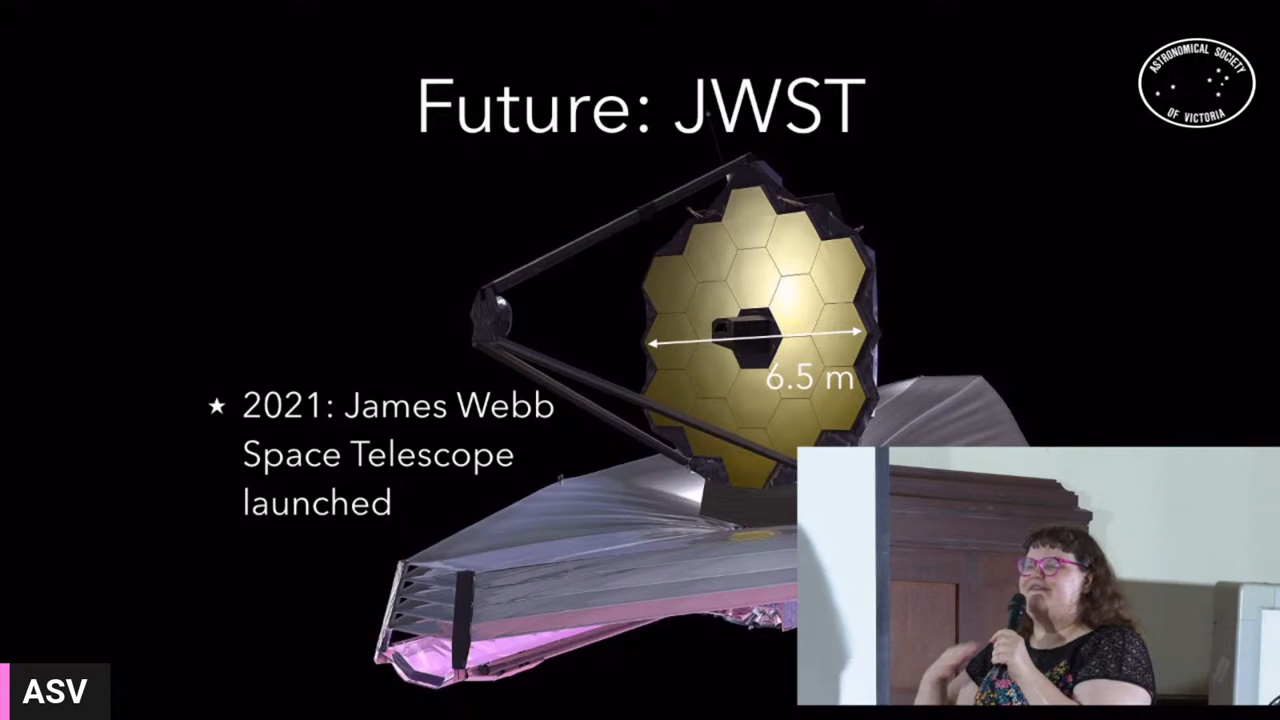 Future: JWST
ASTRONOMICAL SOCIETY
OF VICTORIA
6.5 m
★ 2021: James Webb
Space Telescope
launched
ASV